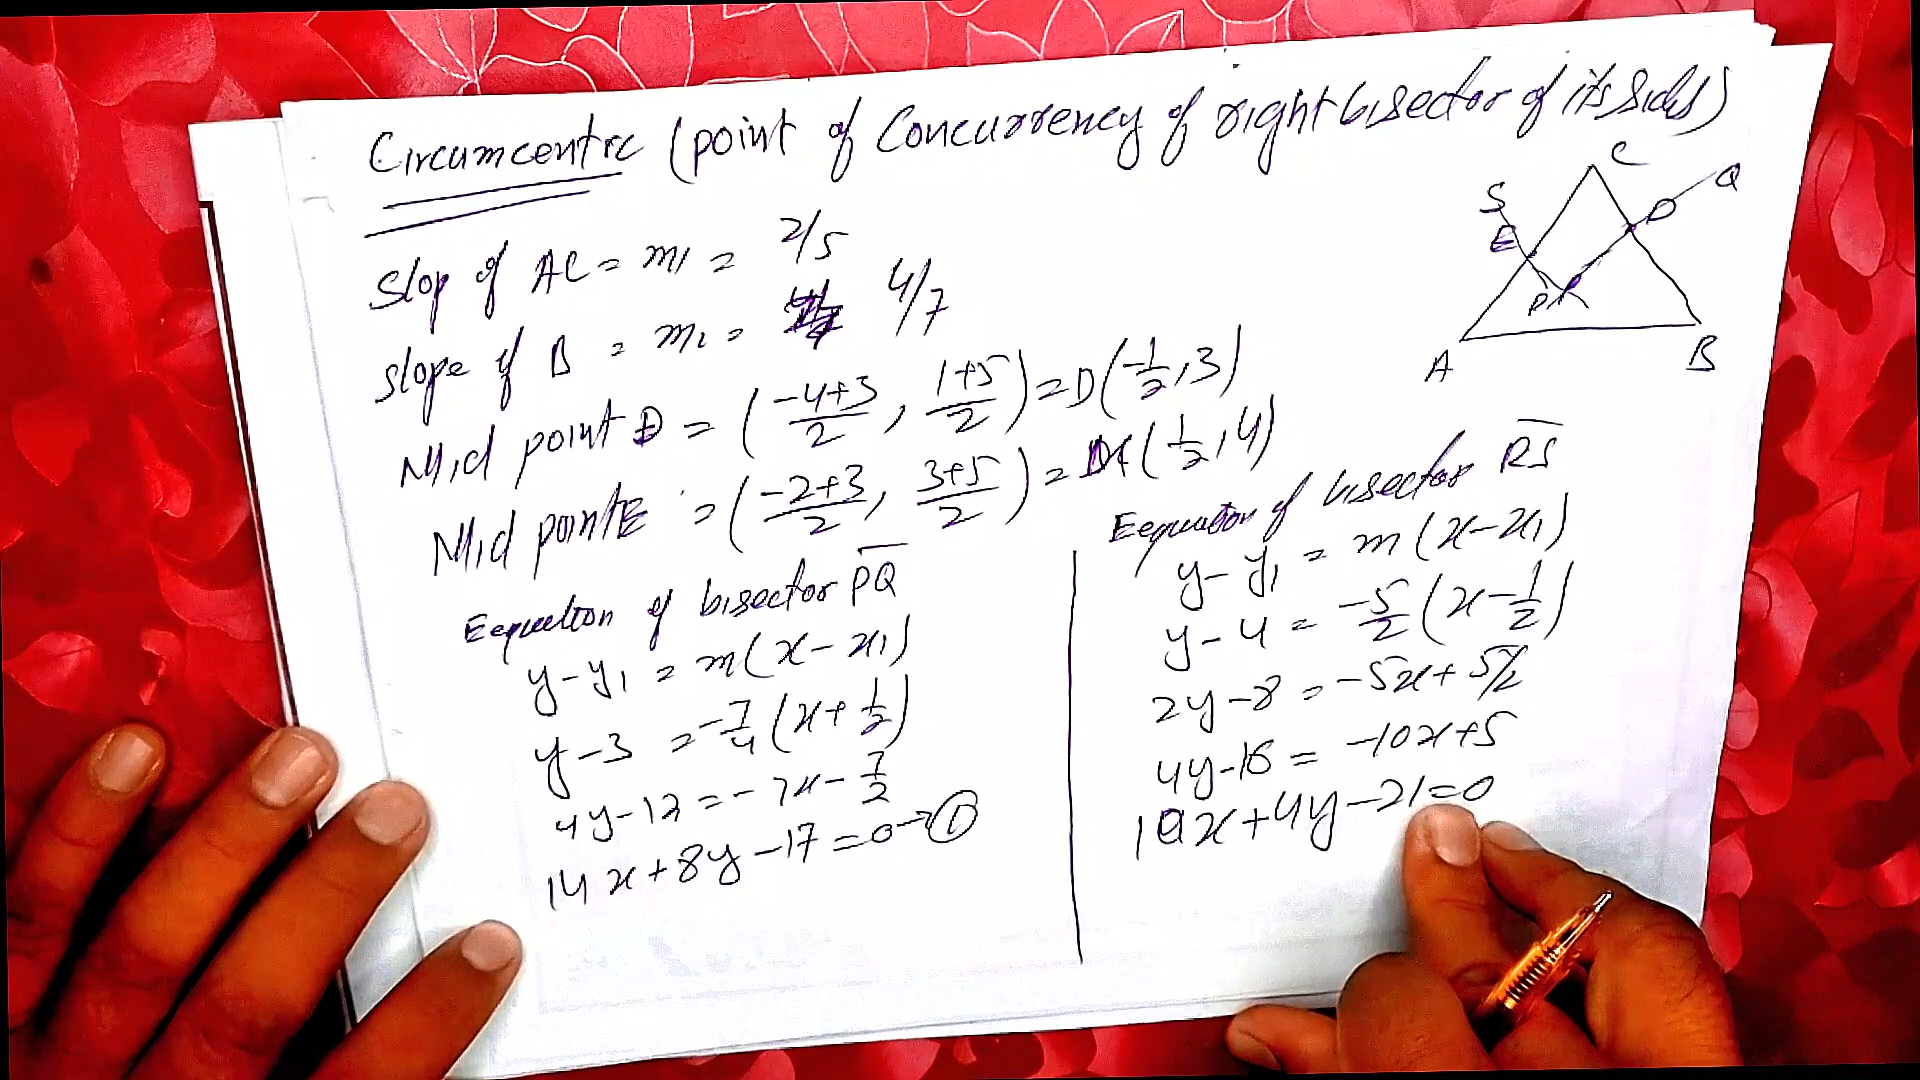 Circumcentre (point of Concurrency of right bisector of its Sides)
Slop of AC = m1 = 2/5
Slope of B = m2 = 4/7
Mid point D = (-4+3/2, 1+5/2) = D(-1/2, 3)
Mid point E = (-2+3/2, 3+5/2) = (1/2, 4)
Eequation of bisector PQ
y-y1 = m(x-x1)
y-3 = -7/4(x+1/2)
4y-12 = -7x-7/2
14x+8y-17=0→①
Eequation of bisector RS
y-y1 = m(x-x1)
y-4 = -5/2(x-1/2)
2y-8 = -5x+5/2
4y-16 = -10x+5
10x+4y-21=0
C
Q
S
D
E
P
R
A
B